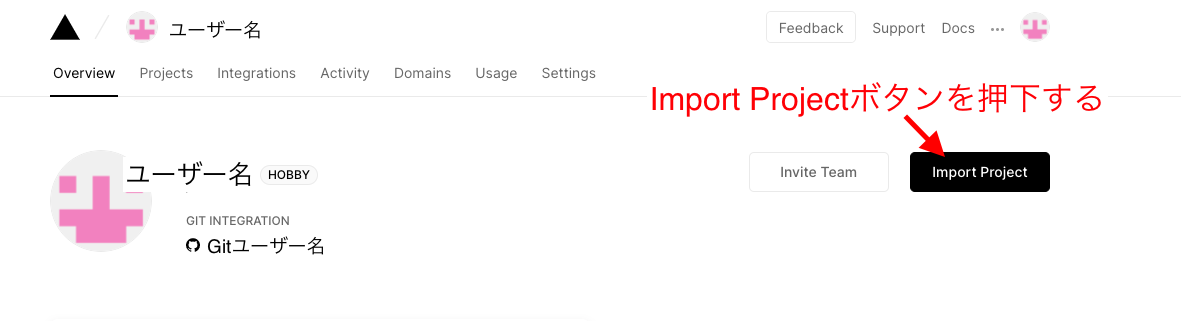 ユーザー名 Feedback Support Docs
Overview Projects Integrations Activity Domains Usage Settings
Import Projectボタンを押下する
ユーザー名 HOBBY Invite Team Import Project
GIT INTEGRATION
Gitユーザー名